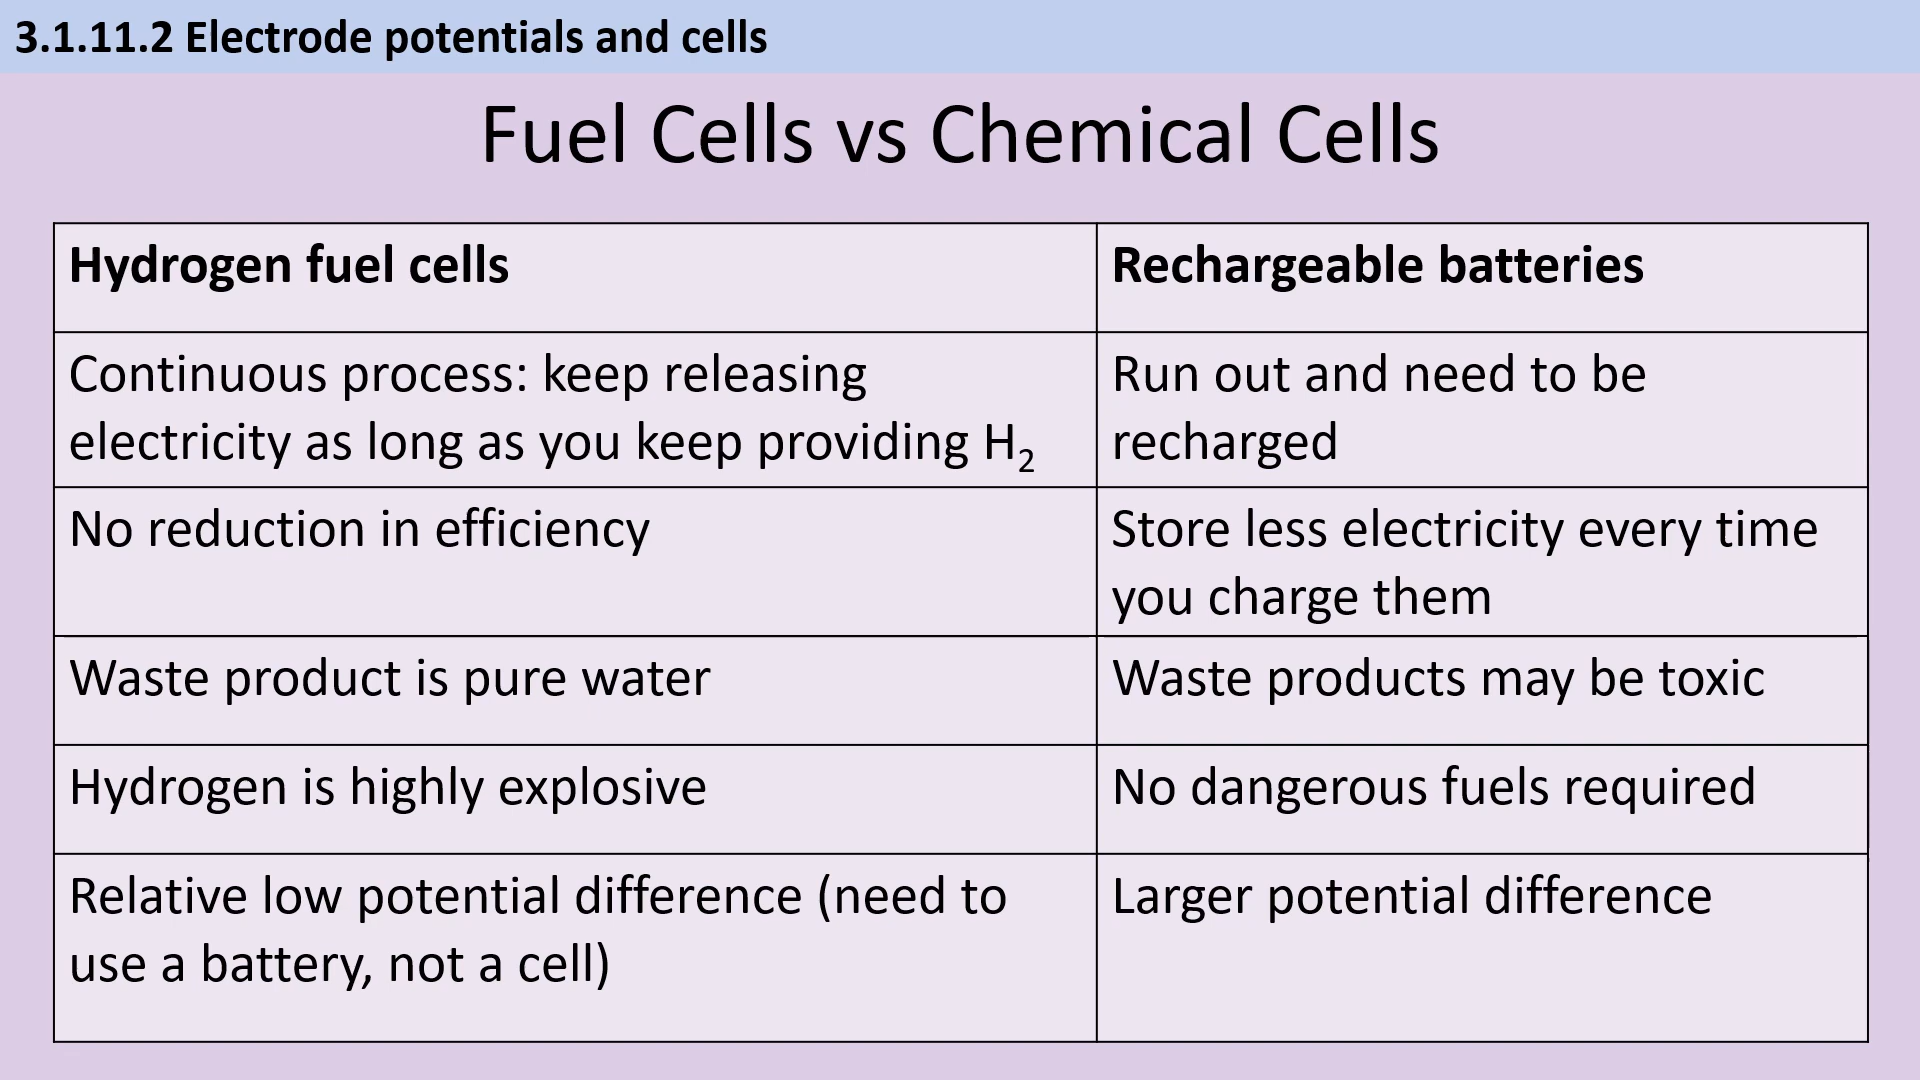 3.1.11.2 Electrode potentials and cells
Fuel Cells vs Chemical Cells
Hydrogen fuel cells
Rechargeable batteries
Continuous process: keep releasing
electricity as long as you keep providing H₂
Run out and need to be
recharged
No reduction in efficiency
Store less electricity every time
you charge them
Waste product is pure water
Waste products may be toxic
Hydrogen is highly explosive
No dangerous fuels required
Relative low potential difference (need to
use a battery, not a cell)
Larger potential difference